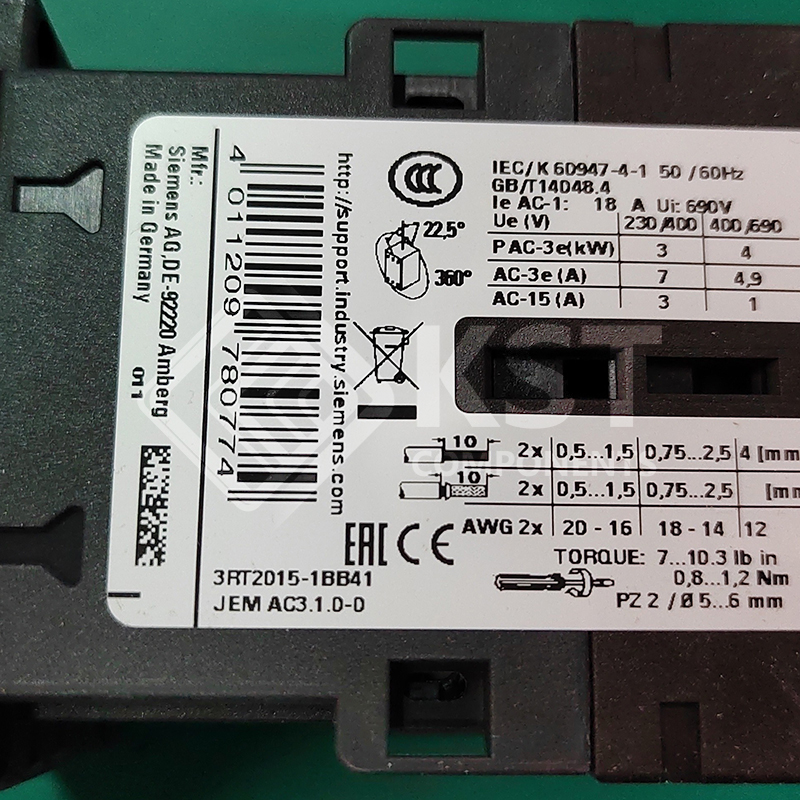 Mfr.:
Siemens AG,DE-92220 Amberg
Made in Germany
011
4 011209 780774
http://support.industry.siemens.com
CCC
22,5°
360°
IEC/K 60947-4-1 50 /60Hz
GB/T14048.4
Ie AC-1: 18 A Ui: 690V
Ue (V) 230/400 400/690
P AC-3e(kW) 3 4
AC-3e (A) 7 4,9
AC-15 (A) 3 1
KST
COMPONENTS
10 2x 0,5...1,5 0,75...2,5 4 [mm
10 2x 0,5...1,5 0,75...2,5 [mm
AWG 2x 20 - 16 18 - 14 12
EAC CE
TORQUE: 7...10.3 lb in
0,8...1,2 Nm
PZ 2 / Ø 5...6 mm
3RT2015-1BB41
JEM AC3.1.0-0